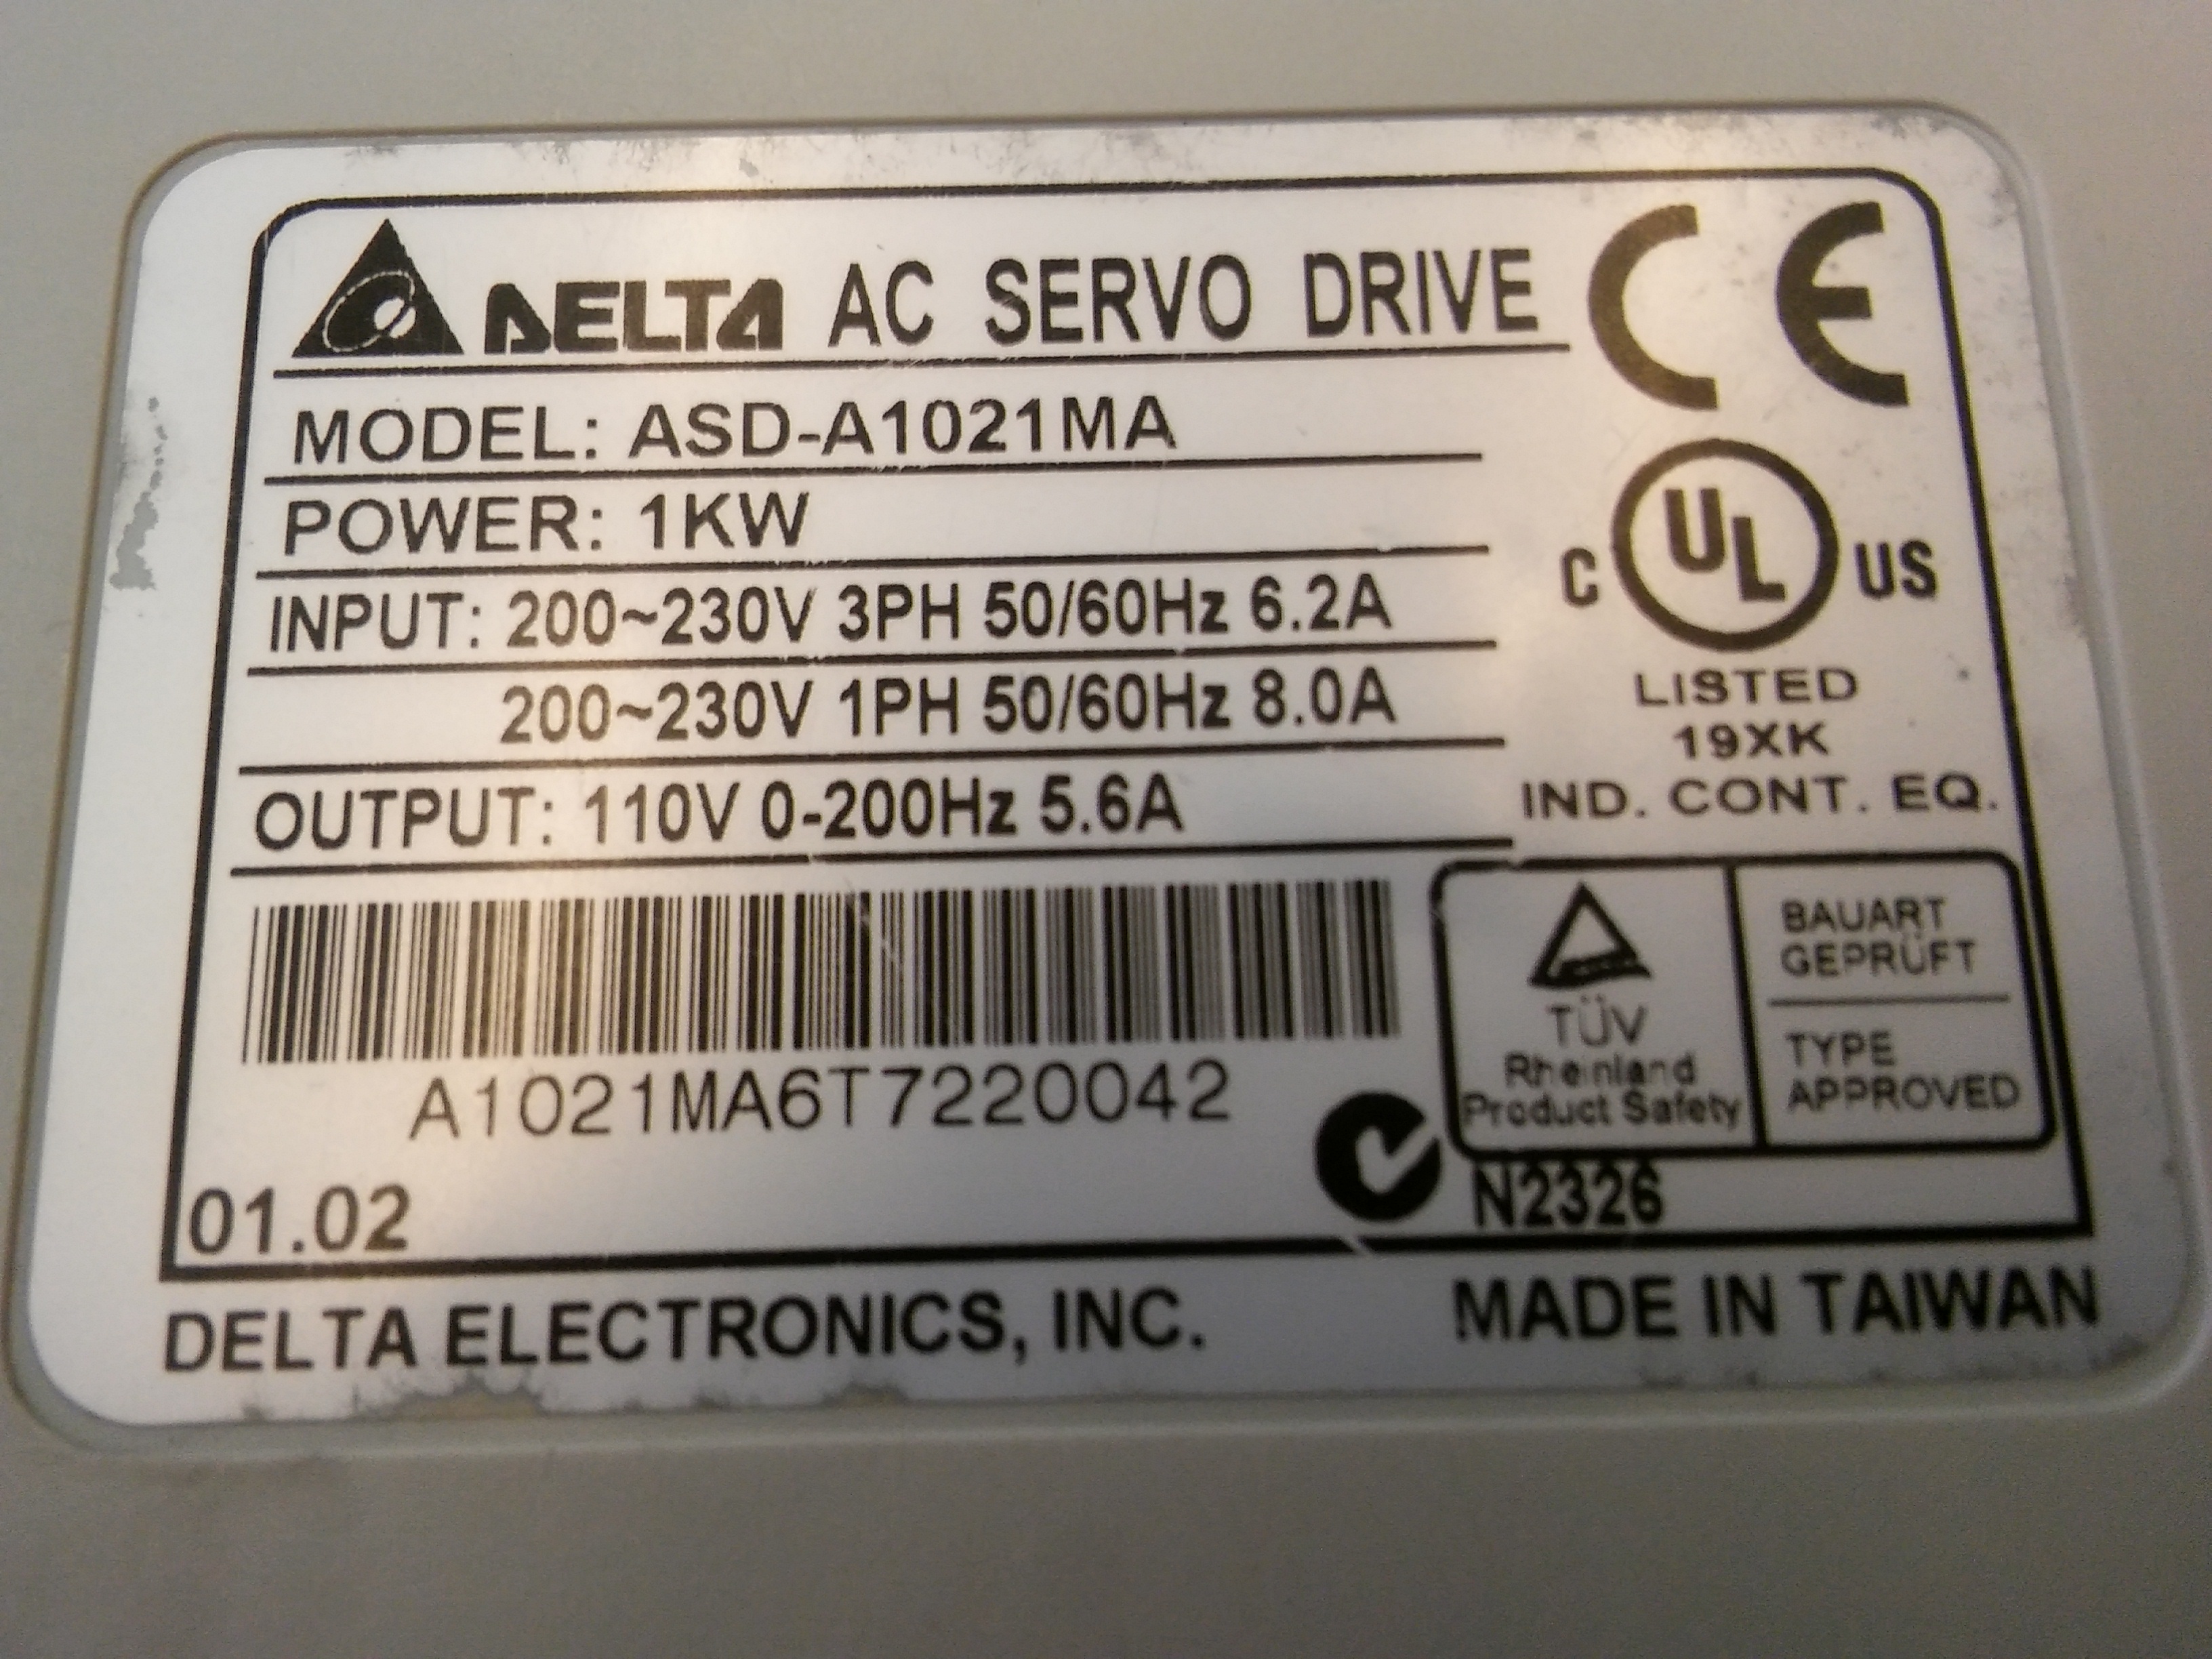 DELTA AC SERVO DRIVE CE
MODEL: ASD-A1021MA
POWER: 1KW
INPUT: 200~230V 3PH 50/60Hz 6.2A
200~230V 1PH 50/60Hz 8.0A
OUTPUT: 110V 0-200Hz 5.6A
C UL US
LISTED
19XK
IND. CONT. EQ.
A1021MA6T7220042
TÜV
Rheinland
Product Safety
BAUART
GEPRÜFT
TYPE
APPROVED
N2326
01.02
DELTA ELECTRONICS, INC. MADE IN TAIWAN